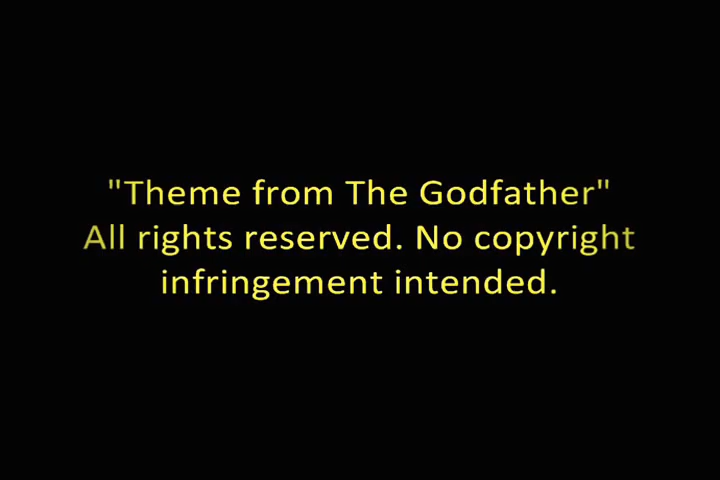 "Theme from The Godfather"
All rights reserved. No copyright
infringement intended.